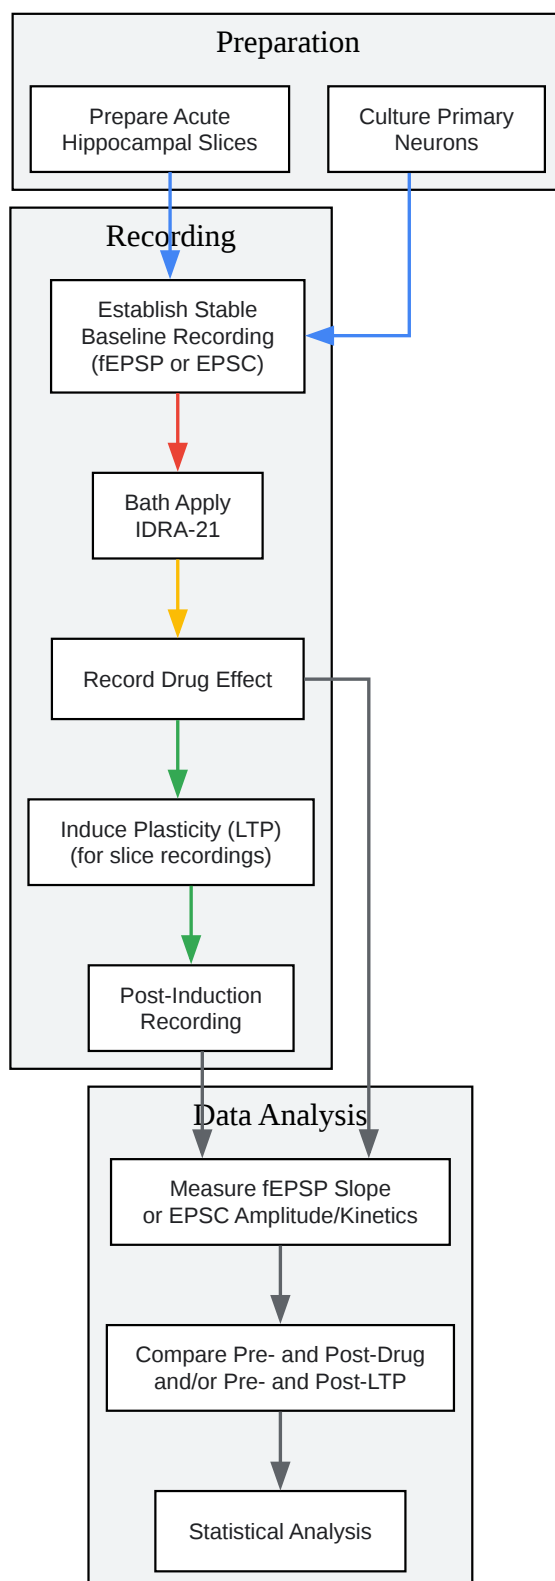 Preparation
Prepare Acute
Hippocampal Slices
Culture Primary
Neurons
Recording
Establish Stable
Baseline Recording
(fEPSP or EPSC)
Bath Apply
IDRA-21
Record Drug Effect
Induce Plasticity (LTP)
(for slice recordings)
Post-Induction
Recording
Data Analysis
Measure fEPSP Slope
or EPSC Amplitude/Kinetics
Compare Pre- and Post-Drug
and/or Pre- and Post-LTP
Statistical Analysis